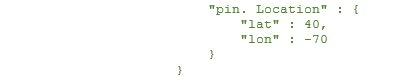 "pin. Location" : {
"lat" : 40,
"lon" : -70
}
}